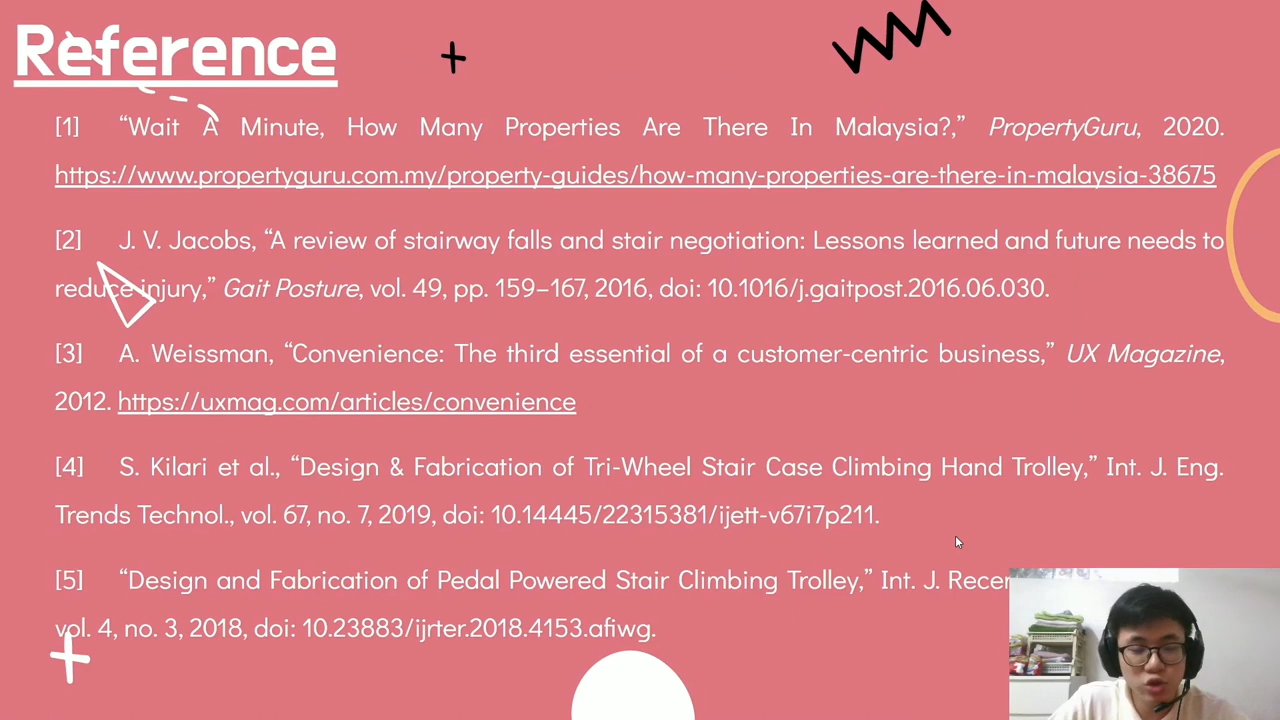 Reference
[1] “Wait A Minute, How Many Properties Are There In Malaysia?,” PropertyGuru, 2020.
https://www.propertyguru.com.my/property-guides/how-many-properties-are-there-in-malaysia-38675
[2] J. V. Jacobs, “A review of stairway falls and stair negotiation: Lessons learned and future needs to
reduce injury,” Gait Posture, vol. 49, pp. 159–167, 2016, doi: 10.1016/j.gaitpost.2016.06.030.
[3] A. Weissman, “Convenience: The third essential of a customer-centric business,” UX Magazine,
2012. https://uxmag.com/articles/convenience
[4] S. Kilari et al., “Design & Fabrication of Tri-Wheel Stair Case Climbing Hand Trolley,” Int. J. Eng.
Trends Technol., vol. 67, no. 7, 2019, doi: 10.14445/22315381/ijett-v67i7p211.
[5] “Design and Fabrication of Pedal Powered Stair Climbing Trolley,” Int. J.
vol. 4, no. 3, 2018, doi: 10.23883/ijrter.2018.4153.afiwg.